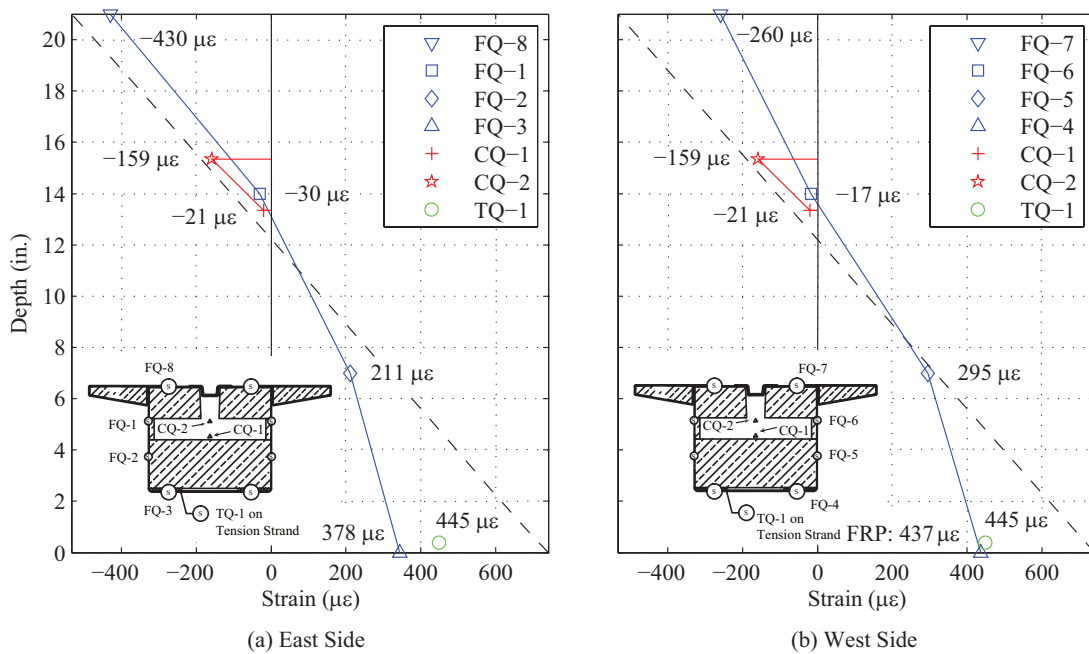 20
18
16
14
12
10
8
6
4
2
0
Depth (in.)
−400
−200
0
200
400
600
Strain (με)
−430 με
−159 με
−30 με
−21 με
211 με
378 με
445 με
FQ−8
FQ−1
FQ−2
FQ−3
CQ−1
CQ−2
TQ−1
FQ-8
FQ-1
CQ-2
CQ-1
FQ-2
FQ-3
S
S
S
S
S
TQ-1 on
Tension Strand
(a) East Side
−400
−200
0
200
400
600
Strain (με)
−260 με
−159 με
−17 με
−21 με
295 με
445 με
FRP: 437 με
FQ−7
FQ−6
FQ−5
FQ−4
CQ−1
CQ−2
TQ−1
FQ-7
FQ-6
CQ-2
CQ-1
FQ-5
FQ-4
S
S
S
S
S
TQ-1 on
Tension Strand
(b) West Side